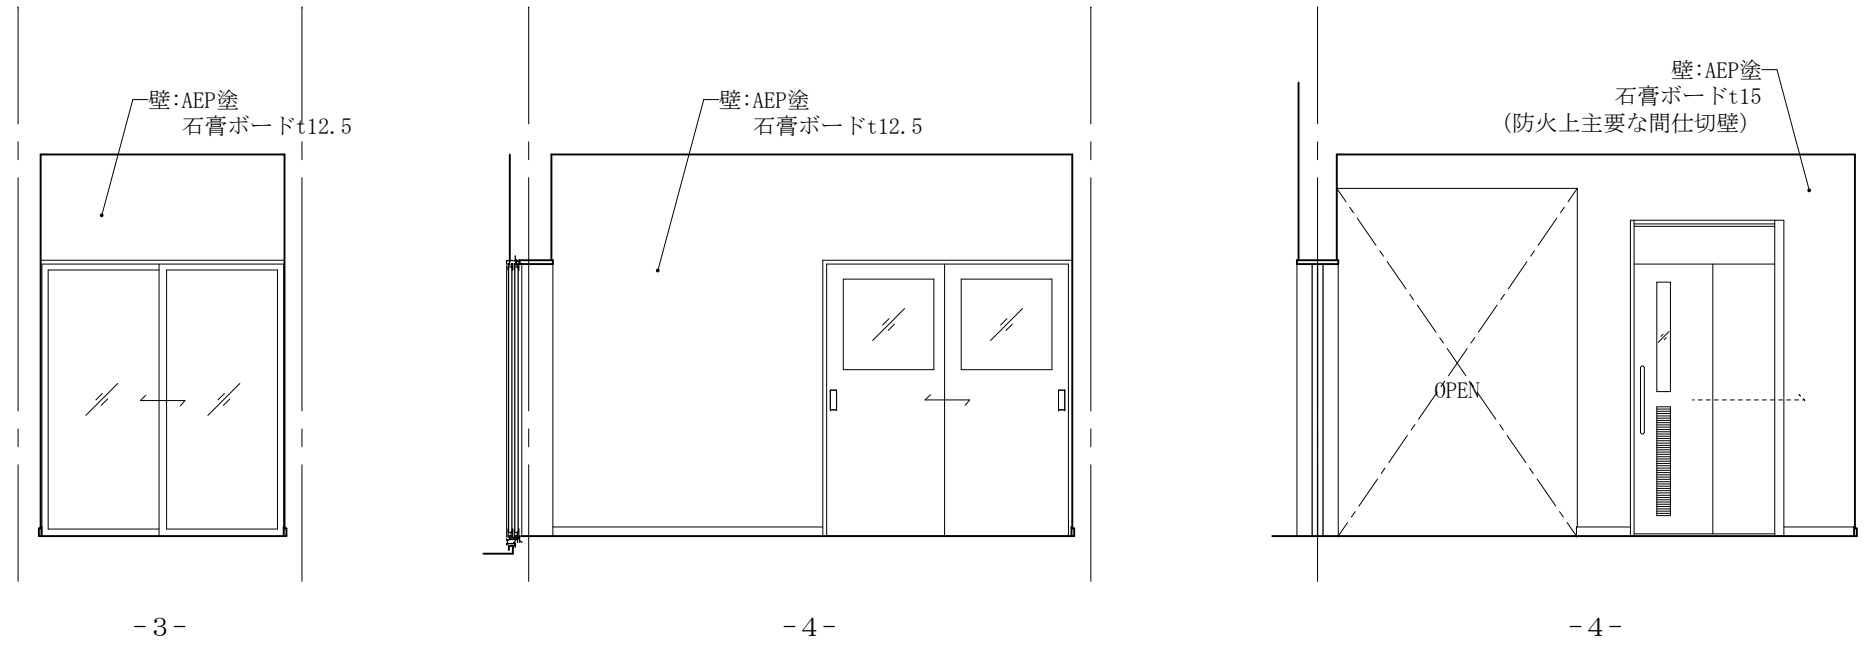 壁:AEP塗
石膏ボードt12.5
壁:AEP塗
石膏ボードt12.5
壁:AEP塗
石膏ボードt15
(防火上主要な間仕切壁)
OPEN
-3-
-4-
-4-